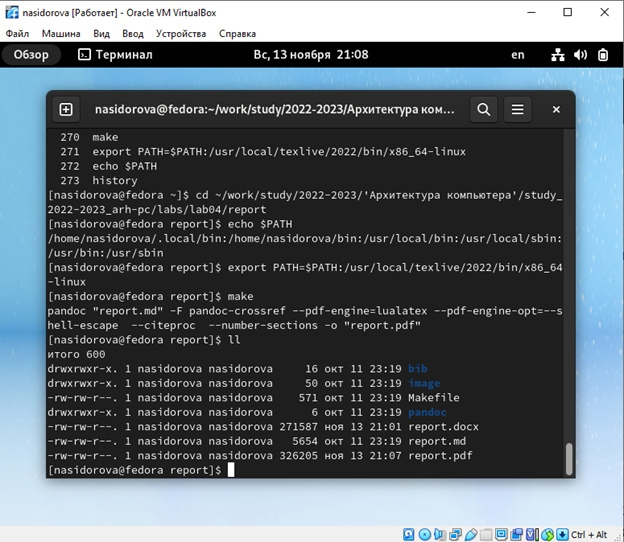 nasidorova [Работает] - Oracle VM VirtualBox
Файл Машина Вид Ввод Устройства Справка
Обзор Терминал Вс, 13 ноября 21:08 en
nasidorova@fedora:~/work/study/2022-2023/Архитектура ком...
270 make
271 export PATH=$PATH:/usr/local/texlive/2022/bin/x86_64-linux
272 echo $PATH
273 history
[nasidorova@fedora ~]$ cd ~/work/study/2022-2023/'Архитектура компьютера'/study_
2022-2023_arh-pc/labs/lab04/report
[nasidorova@fedora report]$ echo $PATH
/home/nasidorova/.local/bin:/home/nasidorova/bin:/usr/local/bin:/usr/local/sbin:
/usr/bin:/usr/sbin
[nasidorova@fedora report]$ export PATH=$PATH:/usr/local/texlive/2022/bin/x86_64
-linux
[nasidorova@fedora report]$ make
pandoc "report.md" -F pandoc-crossref --pdf-engine=lualatex --pdf-engine-opt=--s
hell-escape --citeproc --number-sections -o "report.pdf"
[nasidorova@fedora report]$ ll
итого 600
drwxrwxr-x. 1 nasidorova nasidorova 16 окт 11 23:19 bib
drwxrwxr-x. 1 nasidorova nasidorova 50 окт 11 23:19 image
-rw-rw-r--. 1 nasidorova nasidorova 571 окт 11 23:19 Makefile
drwxrwxr-x. 1 nasidorova nasidorova 6 окт 11 23:19 pandoc
-rw-rw-r--. 1 nasidorova nasidorova 271587 ноя 13 21:01 report.docx
-rw-rw-r--. 1 nasidorova nasidorova 5654 окт 11 23:19 report.md
-rw-rw-r--. 1 nasidorova nasidorova 326205 ноя 13 21:07 report.pdf
[nasidorova@fedora report]$
Ctrl + Alt